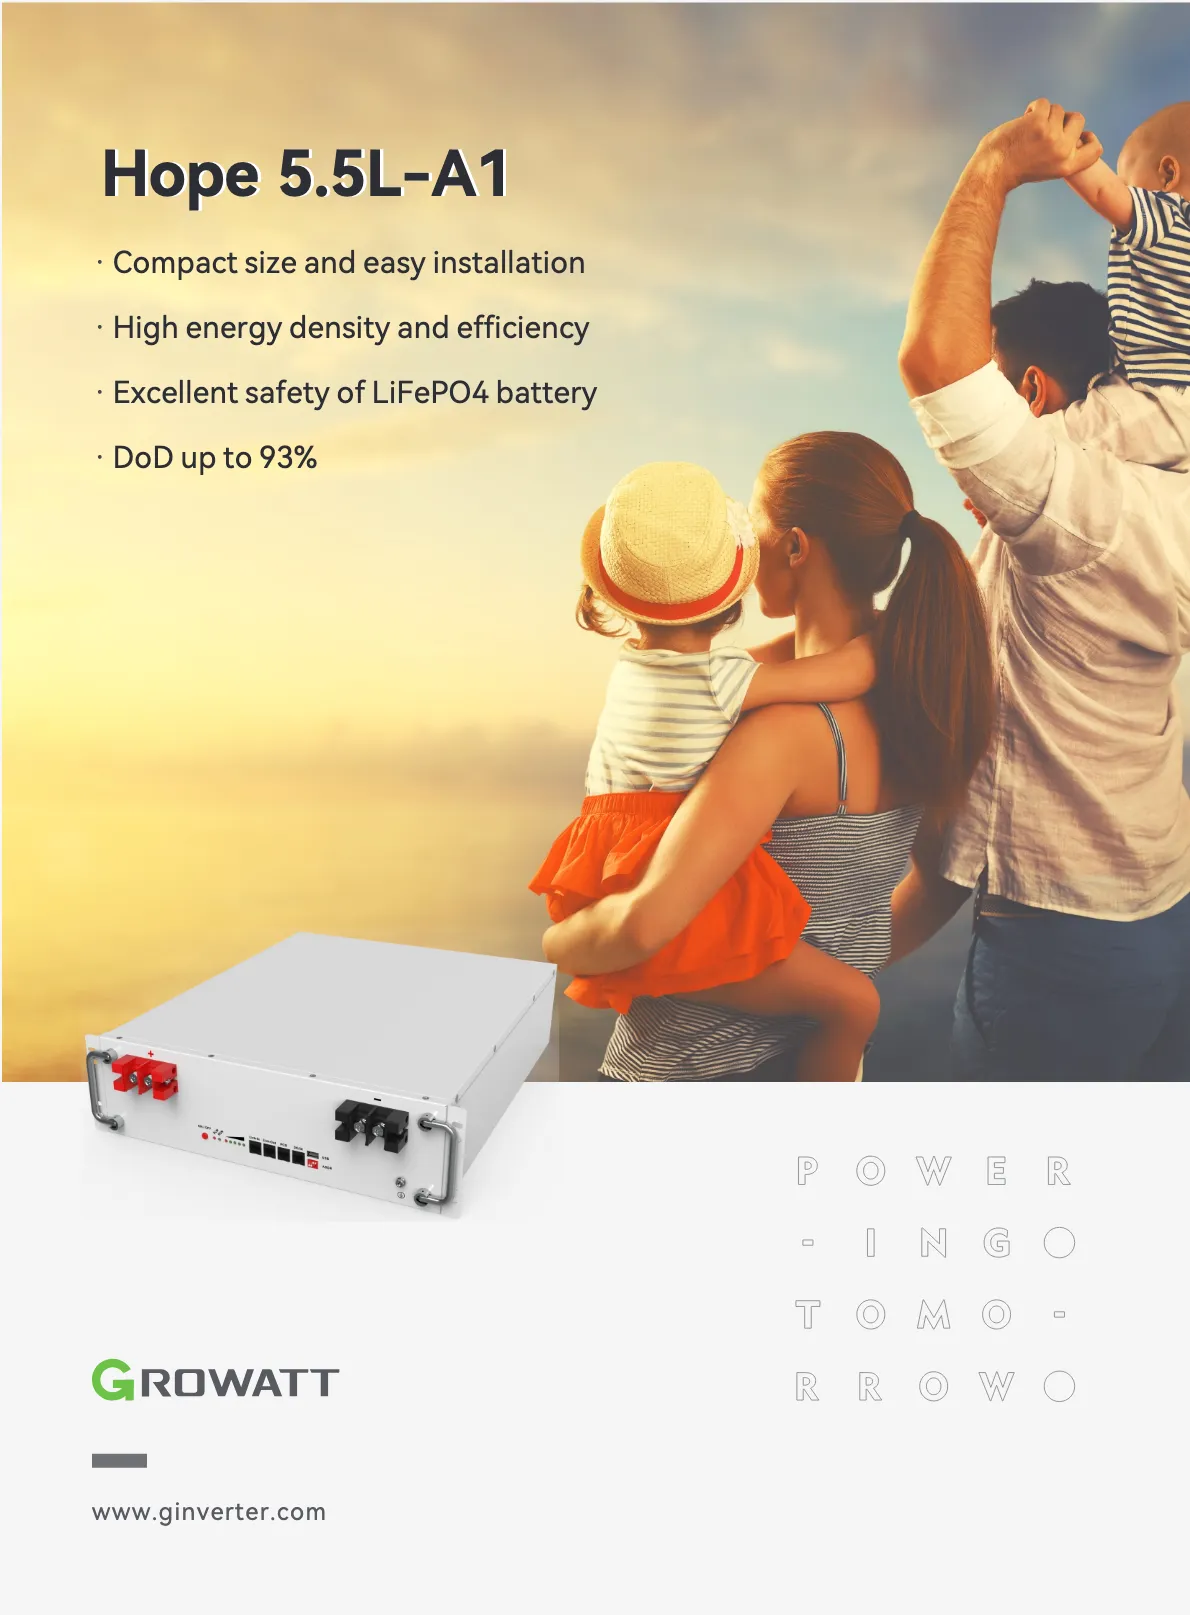 Hope 5.5L-A1
· Compact size and easy installation
· High energy density and efficiency
· Excellent safety of LiFePO4 battery
· DoD up to 93%
+
-
P O W E R
- I N G ○
T O M O -
R R O W ○
GROWATT
www.ginverter.com